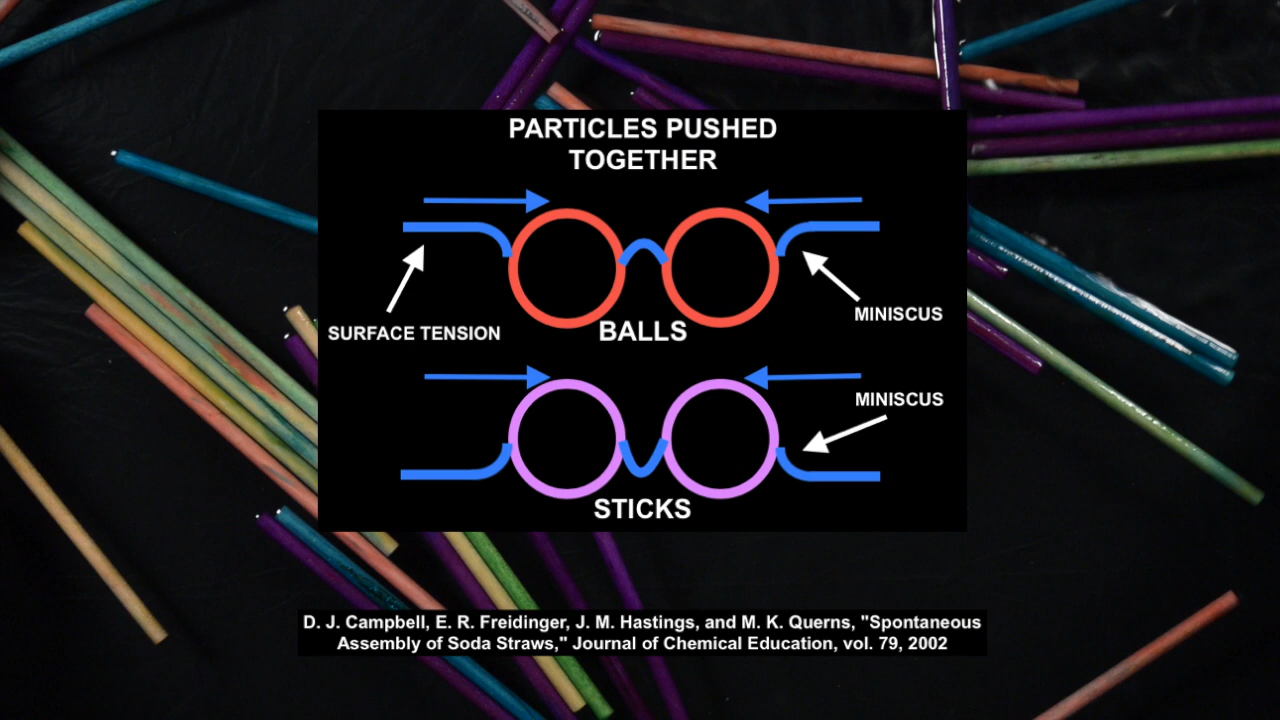 PARTICLES PUSHED
TOGETHER
SURFACE TENSION
MINISCUS
BALLS
MINISCUS
STICKS
D. J. Campbell, E. R. Freidinger, J. M. Hastings, and M. K. Querns, "Spontaneous
Assembly of Soda Straws," Journal of Chemical Education, vol. 79, 2002